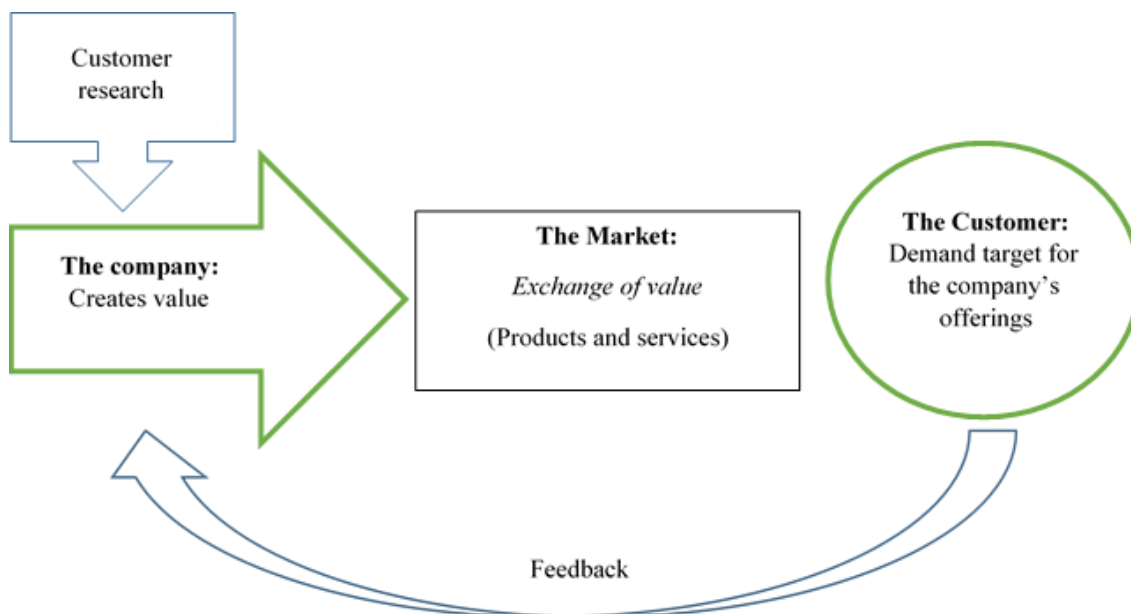 Customer
research
The company:
Creates value
The Market:
Exchange of value
(Products and services)
The Customer:
Demand target for
the company’s
offerings
Feedback